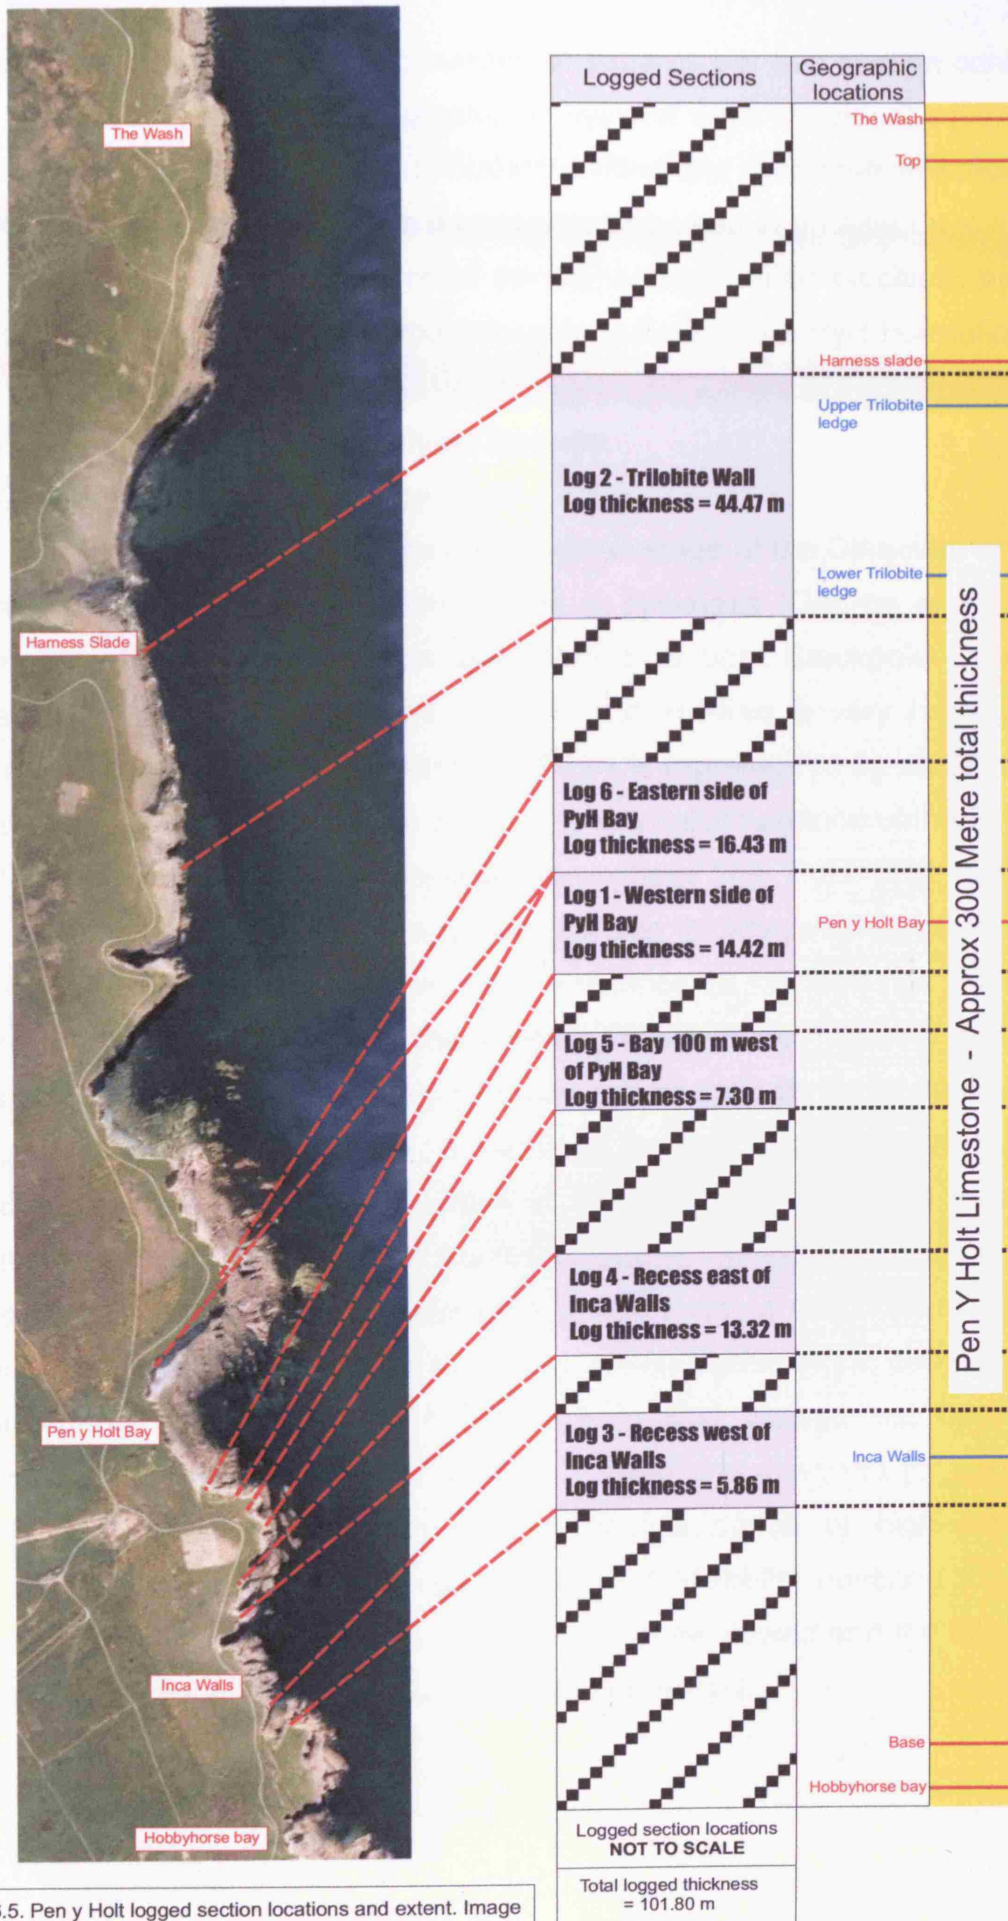 The Wash
Harness Slade
Pen y Holt Bay
Inca Walls
Hobbyhorse bay
Logged Sections
Geographic
locations
The Wash
Top
Harness slade
Upper Trilobite
ledge
Log 2 - Trilobite Wall
Log thickness = 44.47 m
Lower Trilobite
ledge
Log 6 - Eastern side of
PyH Bay
Log thickness = 16.43 m
Log 1 - Western side of
PyH Bay
Log thickness = 14.42 m
Pen y Holt Bay
Log 5 - Bay 100 m west
of PyH Bay
Log thickness = 7.30 m
Log 4 - Recess east of
Inca Walls
Log thickness = 13.32 m
Log 3 - Recess west of
Inca Walls
Log thickness = 5.86 m
Inca Walls
Base
Hobbyhorse bay
Pen Y Holt Limestone - Approx 300 Metre total thickness
Logged section locations
NOT TO SCALE
Total logged thickness
= 101.80 m
.5. Pen y Holt logged section locations and extent. Image